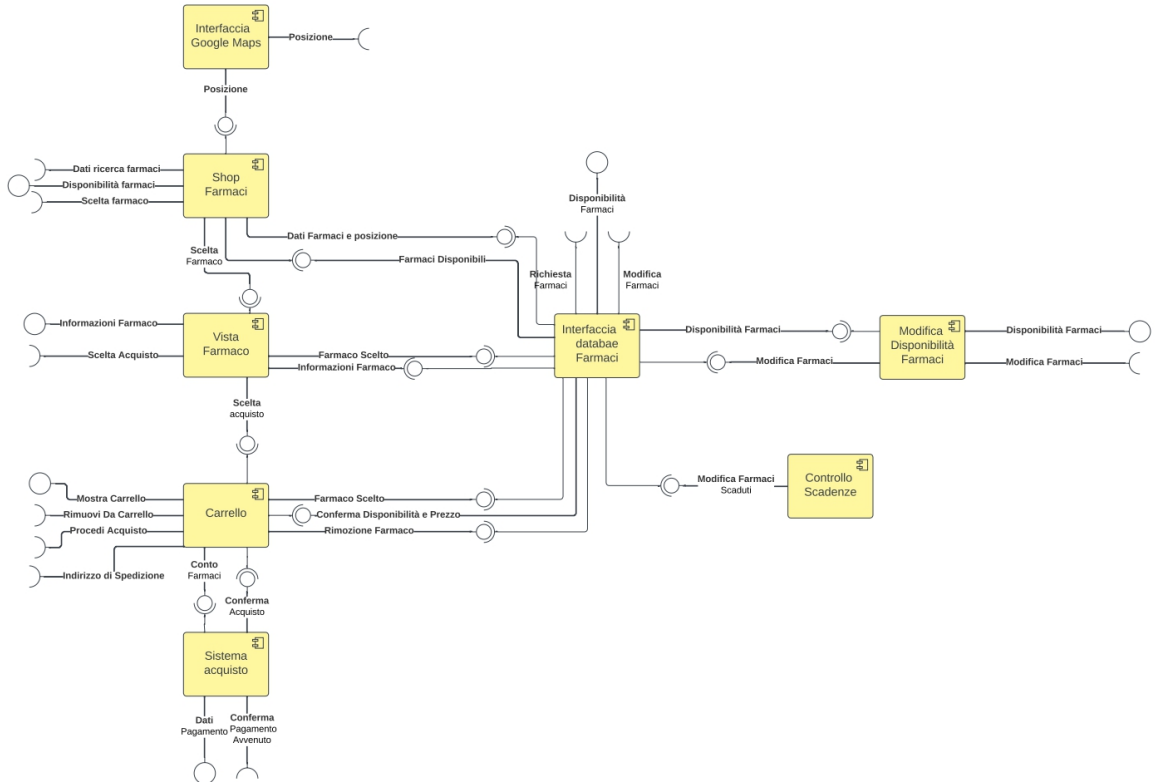 Interfaccia
Google Maps
Posizione
Posizione
Shop
Farmaci
Dati ricerca farmaci
Disponibilità farmaci
Scelta farmaco
Disponibilità
Farmaci
Scelta
Farmaco
Dati Farmaci e posizione
Farmaci Disponibili
Richiesta
Farmaci
Modifica
Farmaci
Informazioni Farmaco
Scelta Acquisto
Vista
Farmaco
Farmaco Scelto
Informazioni Farmaco
Interfaccia
databae
Farmaci
Disponibilità Farmaci
Modifica Farmaci
Modifica
Disponibilità
Farmaci
Disponibilità Farmaci
Modifica Farmaci
Scelta
acquisto
Modifica Farmaci
Scaduti
Controllo
Scadenze
Mostra Carrello
Rimuovi Da Carrello
Procedi Acquisto
Indirizzo di Spedizione
Carrello
Farmaco Scelto
Conferma Disponibilità e Prezzo
Rimozione Farmaco
Conto
Farmaci
Conferma
Acquisto
Sistema
acquisto
Dati
Pagamento
Conferma
Pagamento
Avvenuto